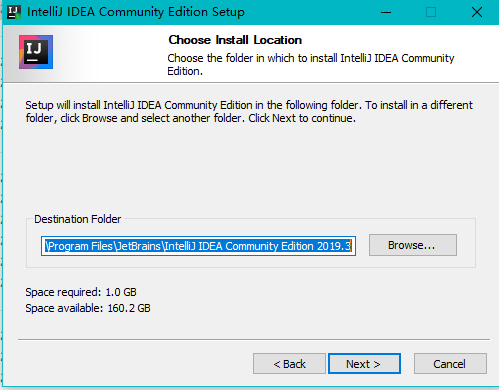 IntelliJ IDEA Community Edition Setup
IJ
Choose Install Location
Choose the folder in which to install IntelliJ IDEA Community
Edition.
Setup will install IntelliJ IDEA Community Edition in the following folder. To install in a different
folder, click Browse and select another folder. Click Next to continue.
Destination Folder
\Program Files\JetBrains\IntelliJ IDEA Community Edition 2019.3
Browse...
Space required: 1.0 GB
Space available: 160.2 GB
< Back
Next >
Cancel